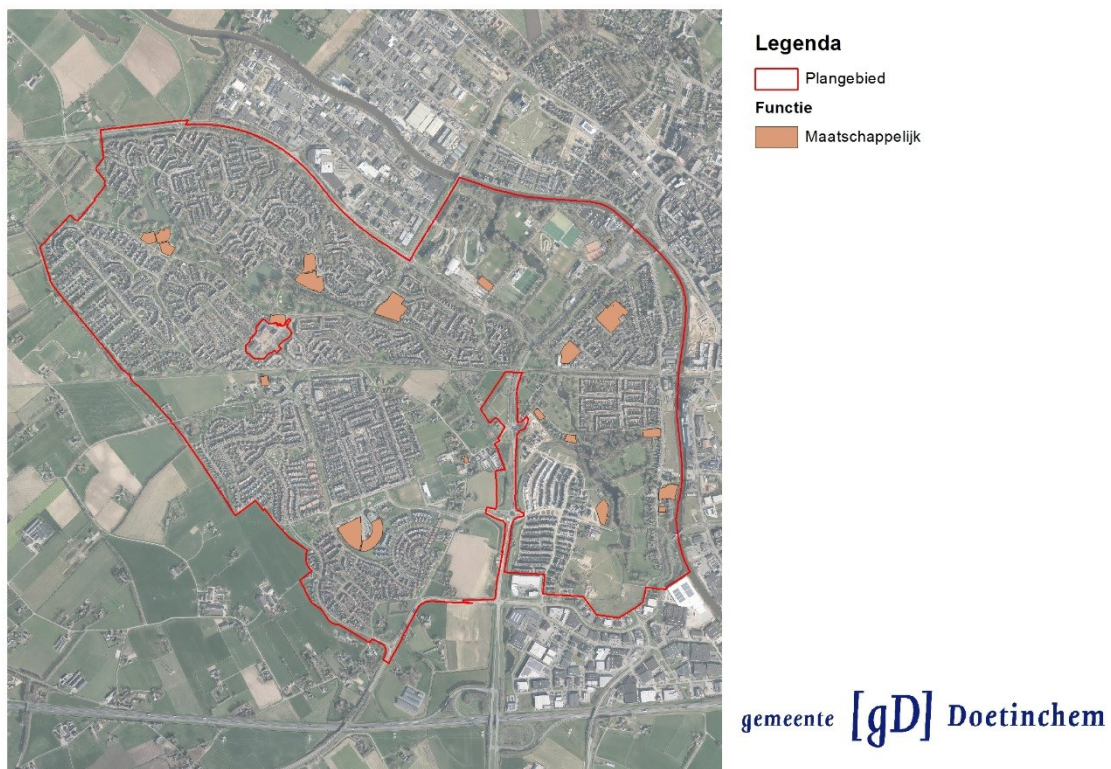 Legenda
Plangebied
Functie
Maatschappelijk
gemeente [gD] Doetinchem